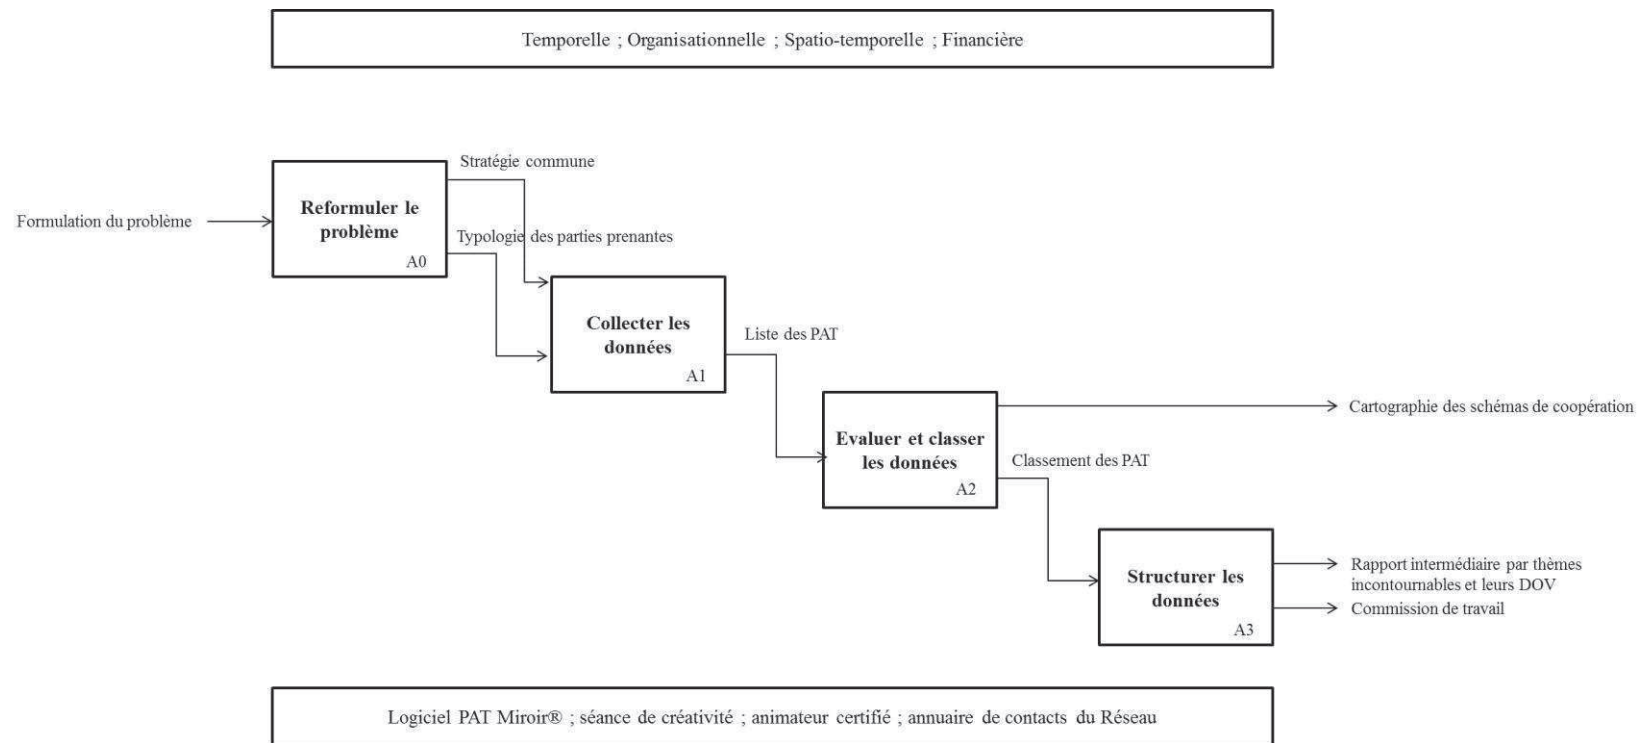 Temporelle ; Organisationnelle ; Spatio-temporelle ; Financière
Stratégie commune
Formulation du problème
Reformuler le
problème
A0
Typologie des parties prenantes
Collecter les
données
A1
Liste des PAT
Evaluer et classer
les données
A2
Cartographie des schémas de coopération
Classement des PAT
Structurer les
données
A3
Rapport intermédiaire par thèmes
incontournables et leurs DOV
Commission de travail
Logiciel PAT Miroir® ; séance de créativité ; animateur certifié ; annuaire de contacts du Réseau